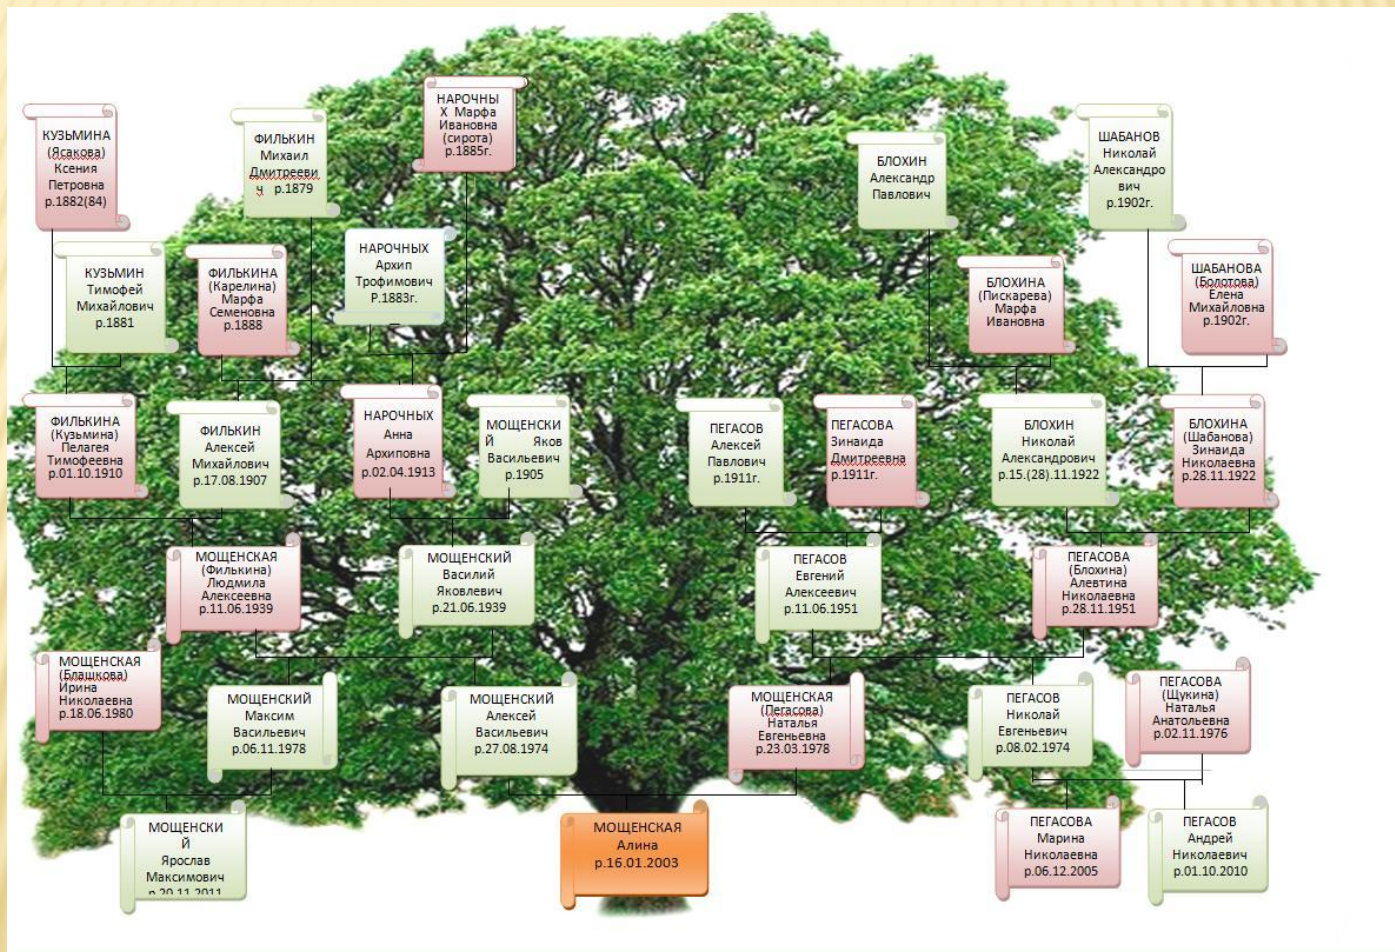 КУЗЬМИНА
(Ясакова)
Ксения
Петровна
р.1882(84)
ФИЛЬКИН
Михаил
Дмитрееви
ч р.1879
НАРОЧНЫ
Х Марфа
Ивановна
(сирота)
р.1885г.
БЛОХИН
Александр
Павлович
ШАБАНОВ
Николай
Александро
вич
р.1902г.
КУЗЬМИН
Тимофей
Михайлович
р.1881
ФИЛЬКИНА
(Карелина)
Марфа
Семеновна
р.1888
НАРОЧНЫХ
Архип
Трофимович
Р.1883г.
БЛОХИНА
(Пискарева)
Марфа
Ивановна
ШАБАНОВА
(Болотова)
Елена
Михайловна
р.1902г.
ФИЛЬКИНА
(Кузьмина)
Пелагея
Тимофеевна
р.01.10.1910
ФИЛЬКИН
Алексей
Михайлович
р.17.08.1907
НАРОЧНЫХ
Анна
Архиповна
р.02.04.1913
МОЩЕНСКИ
Й Яков
Васильевич
р.1905
ПЕГАСОВ
Алексей
Павлович
р.1911г.
ПЕГАСОВА
Зинаида
Дмитреевна
р.1911г.
БЛОХИН
Николай
Александрович
р.15.(28).11.1922
БЛОХИНА
(Шабанова)
Зинаида
Николаевна
р.28.11.1922
МОЩЕНСКАЯ
(Филькина)
Людмила
Алексеевна
р.11.06.1939
МОЩЕНСКИЙ
Василий
Яковлевич
р.21.06.1939
ПЕГАСОВ
Евгений
Алексеевич
р.11.06.1951
ПЕГАСОВА
(Блохина)
Алевтина
Николаевна
р.28.11.1951
МОЩЕНСКАЯ
(Блашкова)
Ирина
Николаевна
р.18.06.1980
МОЩЕНСКИЙ
Максим
Васильевич
р.06.11.1978
МОЩЕНСКИЙ
Алексей
Васильевич
р.27.08.1974
МОЩЕНСКАЯ
(Пегасова)
Наталья
Евгеньевна
р.23.03.1978
ПЕГАСОВ
Николай
Евгеньевич
р.08.02.1974
ПЕГАСОВА
(Щукина)
Наталья
Анатольевна
р.02.11.1976
МОЩЕНСКИ
Й
Ярослав
Максимович
р.20.11.2011
МОЩЕНСКАЯ
Алина
р.16.01.2003
ПЕГАСОВА
Марина
Николаевна
р.06.12.2005
ПЕГАСОВ
Андрей
Николаевич
р.01.10.2010